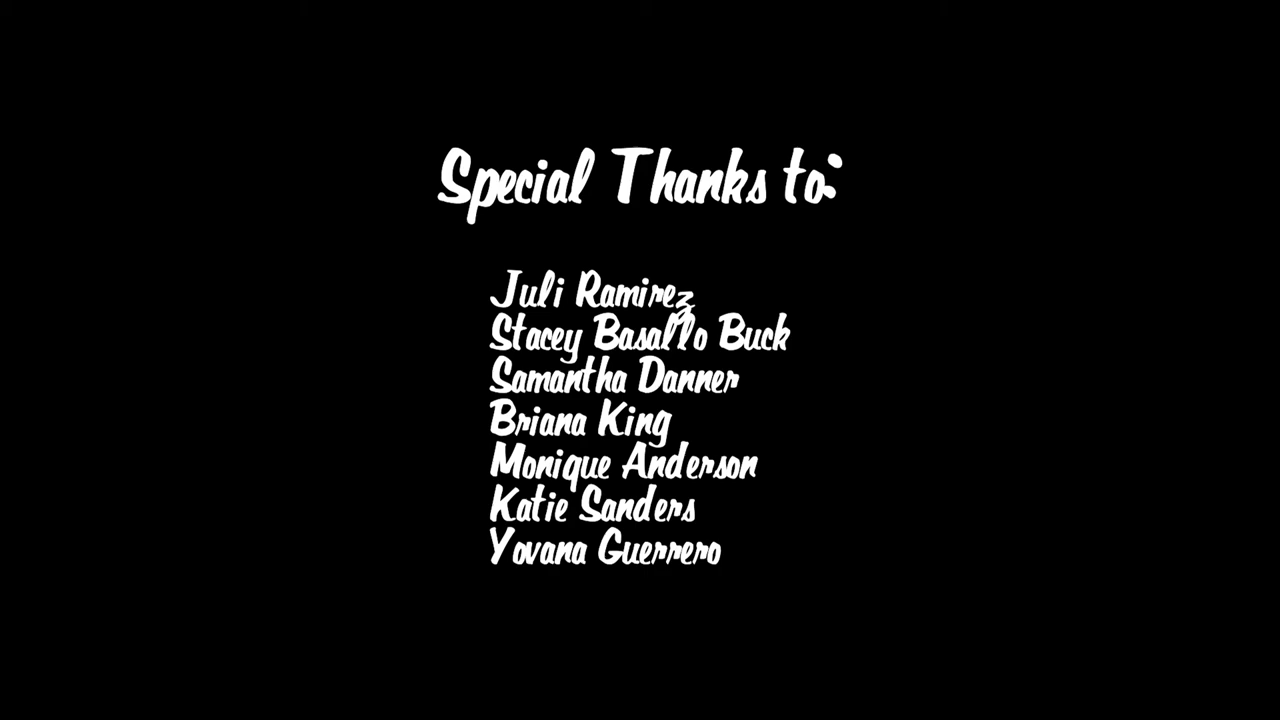 Special Thanks to:
Juli Ramirez
Stacey Basallo Buck
Samantha Danner
Briana King
Monique Anderson
Katie Sanders
Yovana Guerrero